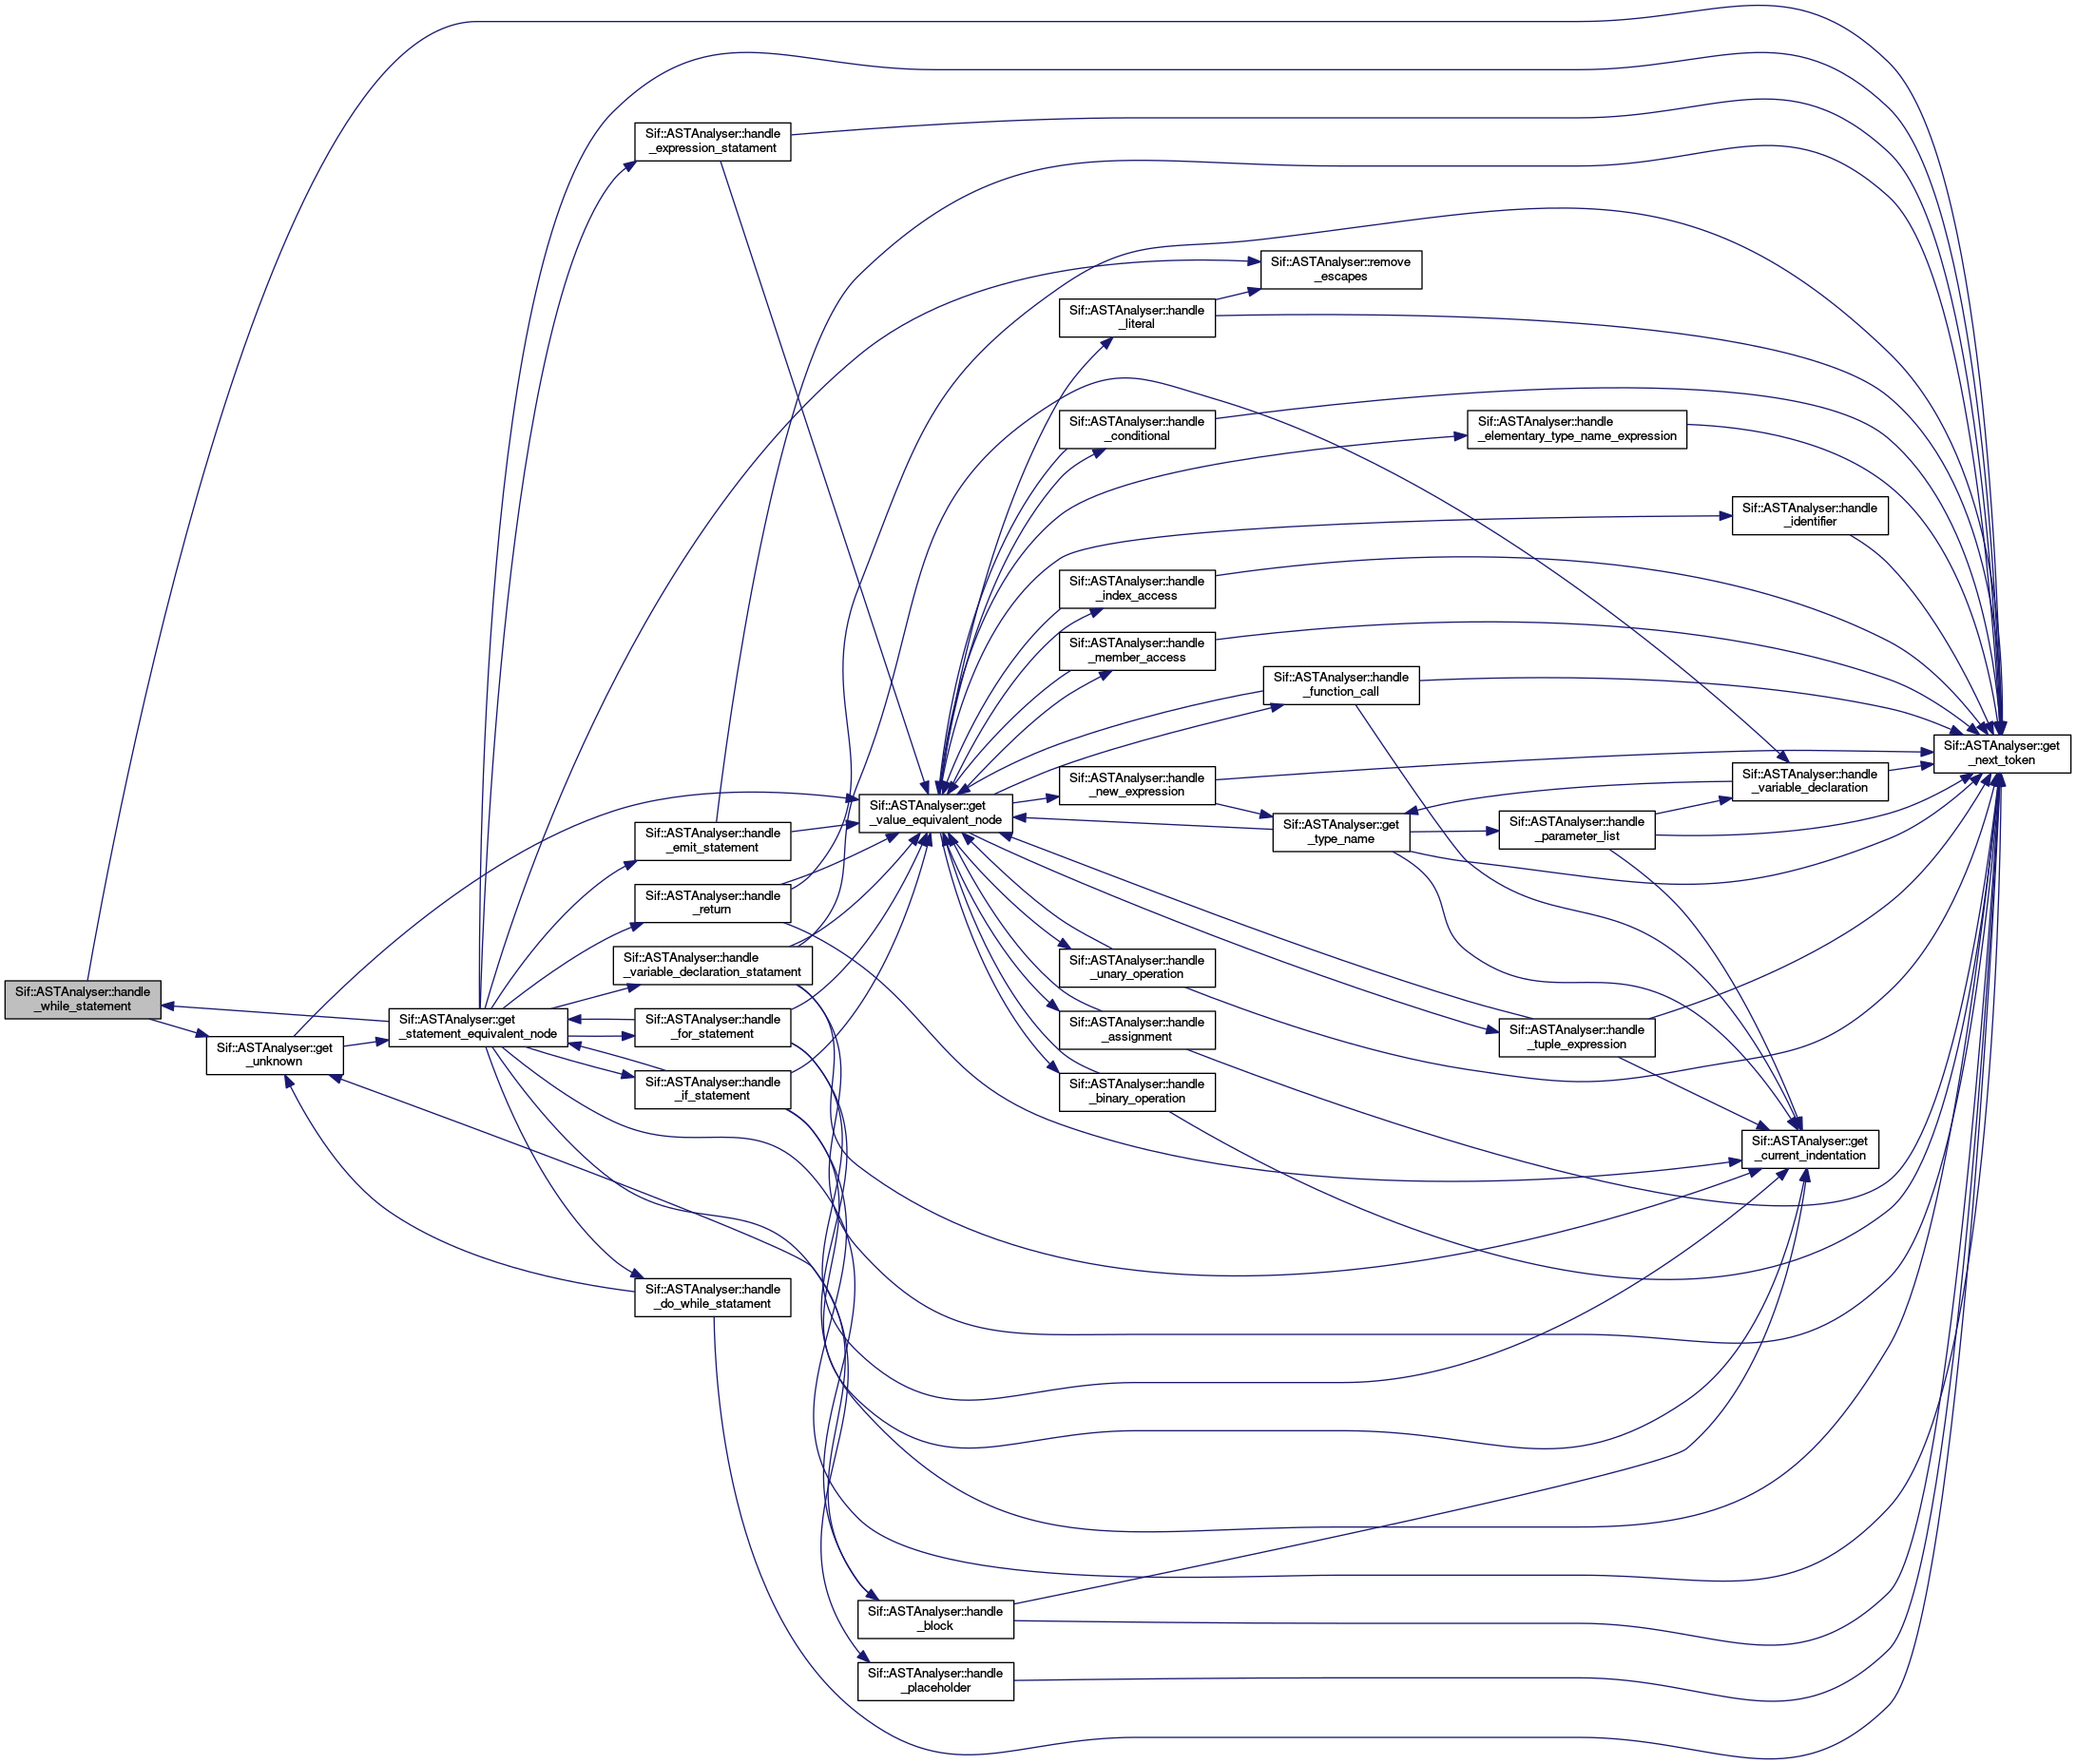 Sif::ASTAnalyser::handle
_expression_statament
Sif::ASTAnalyser::remove
_escapes
Sif::ASTAnalyser::handle
_literal
Sif::ASTAnalyser::handle
_conditional
Sif::ASTAnalyser::handle
_elementary_type_name_expression
Sif::ASTAnalyser::handle
_identifier
Sif::ASTAnalyser::handle
_index_access
Sif::ASTAnalyser::handle
_member_access
Sif::ASTAnalyser::handle
_function_call
Sif::ASTAnalyser::get
_next_token
Sif::ASTAnalyser::handle
_new_expression
Sif::ASTAnalyser::handle
_variable_declaration
Sif::ASTAnalyser::get
_value_equivalent_node
Sif::ASTAnalyser::handle
_emit_statement
Sif::ASTAnalyser::get
_type_name
Sif::ASTAnalyser::handle
_parameter_list
Sif::ASTAnalyser::handle
_return
Sif::ASTAnalyser::handle
_variable_declaration_statament
Sif::ASTAnalyser::handle
_unary_operation
Sif::ASTAnalyser::handle
_while_statement
Sif::ASTAnalyser::get
_statement_equivalent_node
Sif::ASTAnalyser::handle
_for_statement
Sif::ASTAnalyser::handle
_assignment
Sif::ASTAnalyser::handle
_tuple_expression
Sif::ASTAnalyser::get
_unknown
Sif::ASTAnalyser::handle
_if_statement
Sif::ASTAnalyser::handle
_binary_operation
Sif::ASTAnalyser::get
_current_indentation
Sif::ASTAnalyser::handle
_do_while_statament
Sif::ASTAnalyser::handle
_block
Sif::ASTAnalyser::handle
_placeholder